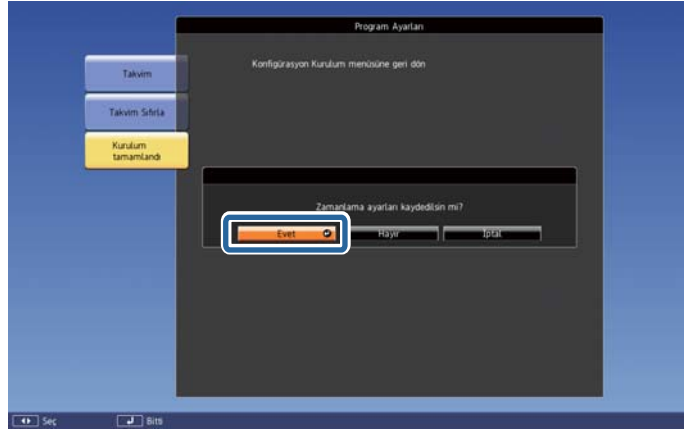 Program Ayarları
Konfigürasyon Kurulum menüsüne geri dön
Takvim
Takvim Sıfırla
Kurulum
tamamlandı
Zamanlama ayarları kaydedilsin mi?
Evet
Hayır
İptal
Seç
Bitti